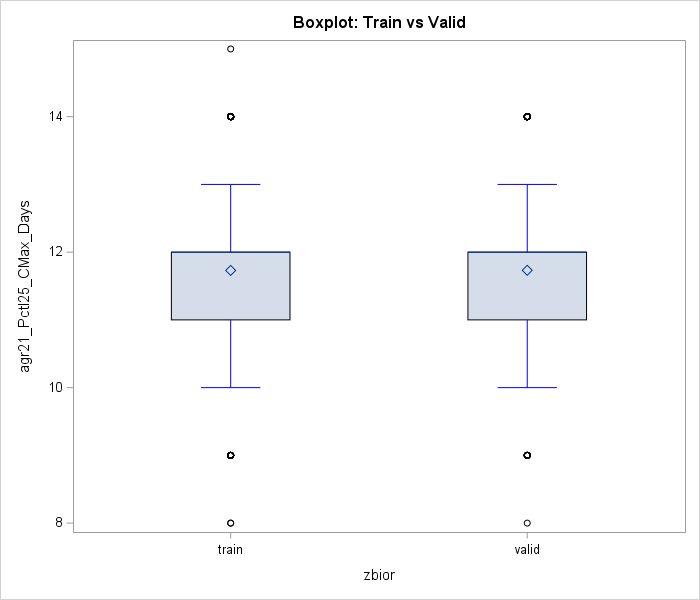 Boxplot: Train vs Valid
agr21_Pctl25_CMax_Days
14
12
10
8
train valid
zbior